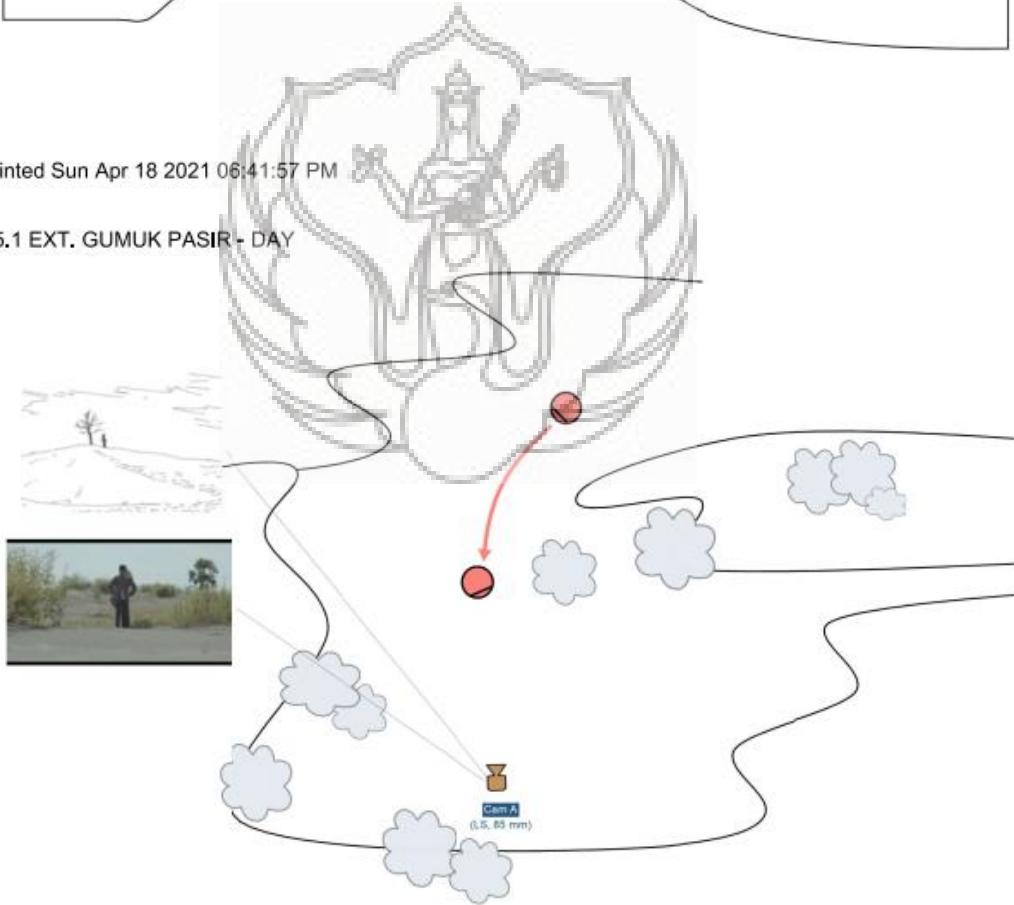 inted Sun Apr 18 2021 06:41:57 PM
5.1 EXT. GUMUK PASIR - DAY
Cam A
(LS, 85 mm)